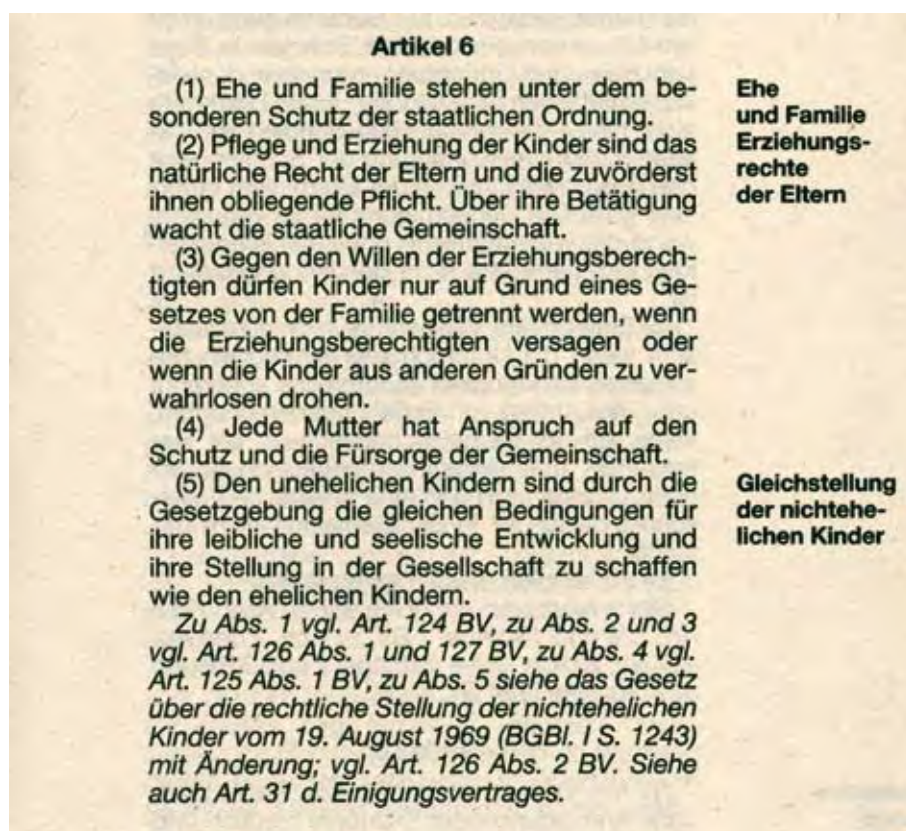 Artikel 6
(1) Ehe und Familie stehen unter dem be-
sonderen Schutz der staatlichen Ordnung.
(2) Pflege und Erziehung der Kinder sind das
natürliche Recht der Eltern und die zuvörderst
ihnen obliegende Pflicht. Über ihre Betätigung
wacht die staatliche Gemeinschaft.
(3) Gegen den Willen der Erziehungsberech-
tigten dürfen Kinder nur auf Grund eines Ge-
setzes von der Familie getrennt werden, wenn
die Erziehungsberechtigten versagen oder
wenn die Kinder aus anderen Gründen zu ver-
wahrlosen drohen.
(4) Jede Mutter hat Anspruch auf den
Schutz und die Fürsorge der Gemeinschaft.
(5) Den unehelichen Kindern sind durch die
Gesetzgebung die gleichen Bedingungen für
ihre leibliche und seelische Entwicklung und
ihre Stellung in der Gesellschaft zu schaffen
wie den ehelichen Kindern.
Zu Abs. 1 vgl. Art. 124 BV, zu Abs. 2 und 3
vgl. Art. 126 Abs. 1 und 127 BV, zu Abs. 4 vgl.
Art. 125 Abs. 1 BV, zu Abs. 5 siehe das Gesetz
über die rechtliche Stellung der nichtehelichen
Kinder vom 19. August 1969 (BGBl. I S. 1243)
mit Änderung; vgl. Art. 126 Abs. 2 BV. Siehe
auch Art. 31 d. Einigungsvertrages.
Ehe
und Familie
Erziehungs-
rechte
der Eltern
Gleichstellung
der nichtehe-
lichen Kinder